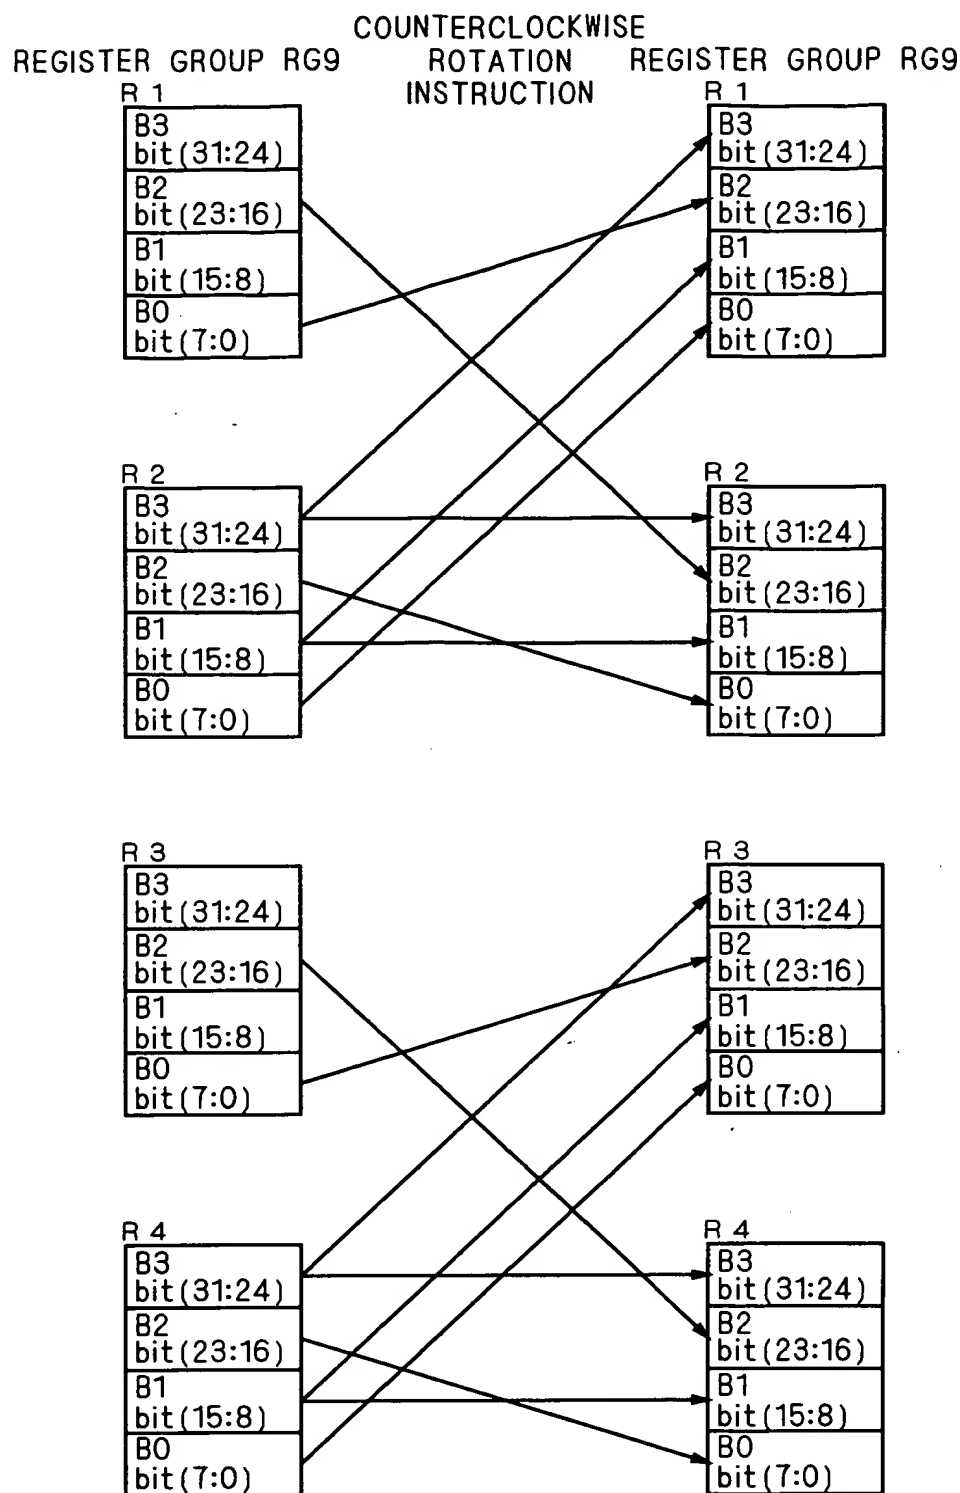 COUNTERCLOCKWISE
REGISTER GROUP RG9 ROTATION REGISTER GROUP RG9
INSTRUCTION
R 1
B3
bit(31:24)
B2
bit(23:16)
B1
bit(15:8)
B0
bit(7:0)
R 1
B3
bit(31:24)
B2
bit(23:16)
B1
bit(15:8)
B0
bit(7:0)
R 2
B3
bit(31:24)
B2
bit(23:16)
B1
bit(15:8)
B0
bit(7:0)
R 2
B3
bit(31:24)
B2
bit(23:16)
B1
bit(15:8)
B0
bit(7:0)
R 3
B3
bit(31:24)
B2
bit(23:16)
B1
bit(15:8)
B0
bit(7:0)
R 3
B3
bit(31:24)
B2
bit(23:16)
B1
bit(15:8)
B0
bit(7:0)
R 4
B3
bit(31:24)
B2
bit(23:16)
B1
bit(15:8)
B0
bit(7:0)
R 4
B3
bit(31:24)
B2
bit(23:16)
B1
bit(15:8)
B0
bit(7:0)